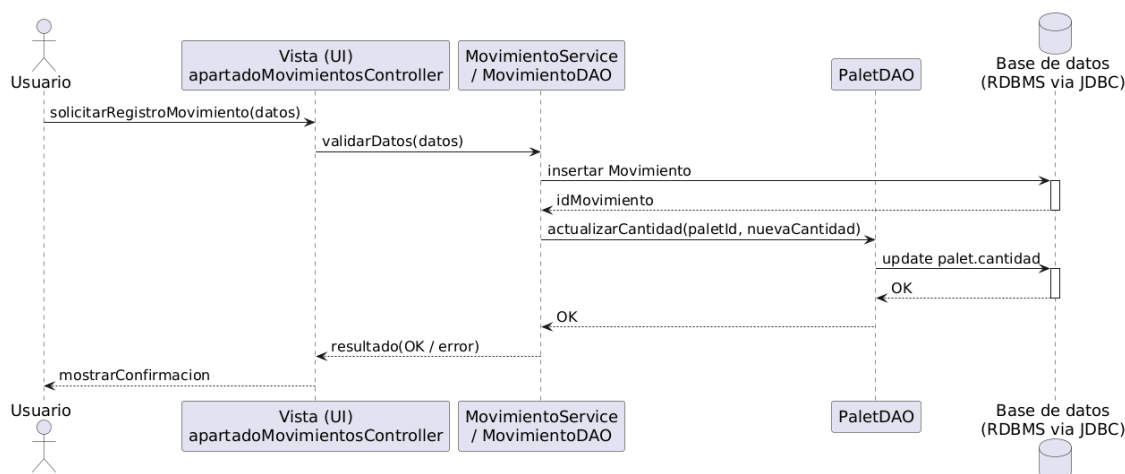 Usuario
Vista (UI)
apartadoMovimientosController
MovimientoService
/ MovimientoDAO
PaletDAO
Base de datos
(RDBMS via JDBC)
solicitarRegistroMovimiento(datos)
validarDatos(datos)
insertar Movimiento
idMovimiento
actualizarCantidad(paletId, nuevaCantidad)
update palet.cantidad
OK
OK
resultado(OK / error)
mostrarConfirmacion
Usuario
Vista (UI)
apartadoMovimientosController
MovimientoService
/ MovimientoDAO
PaletDAO
Base de datos
(RDBMS via JDBC)